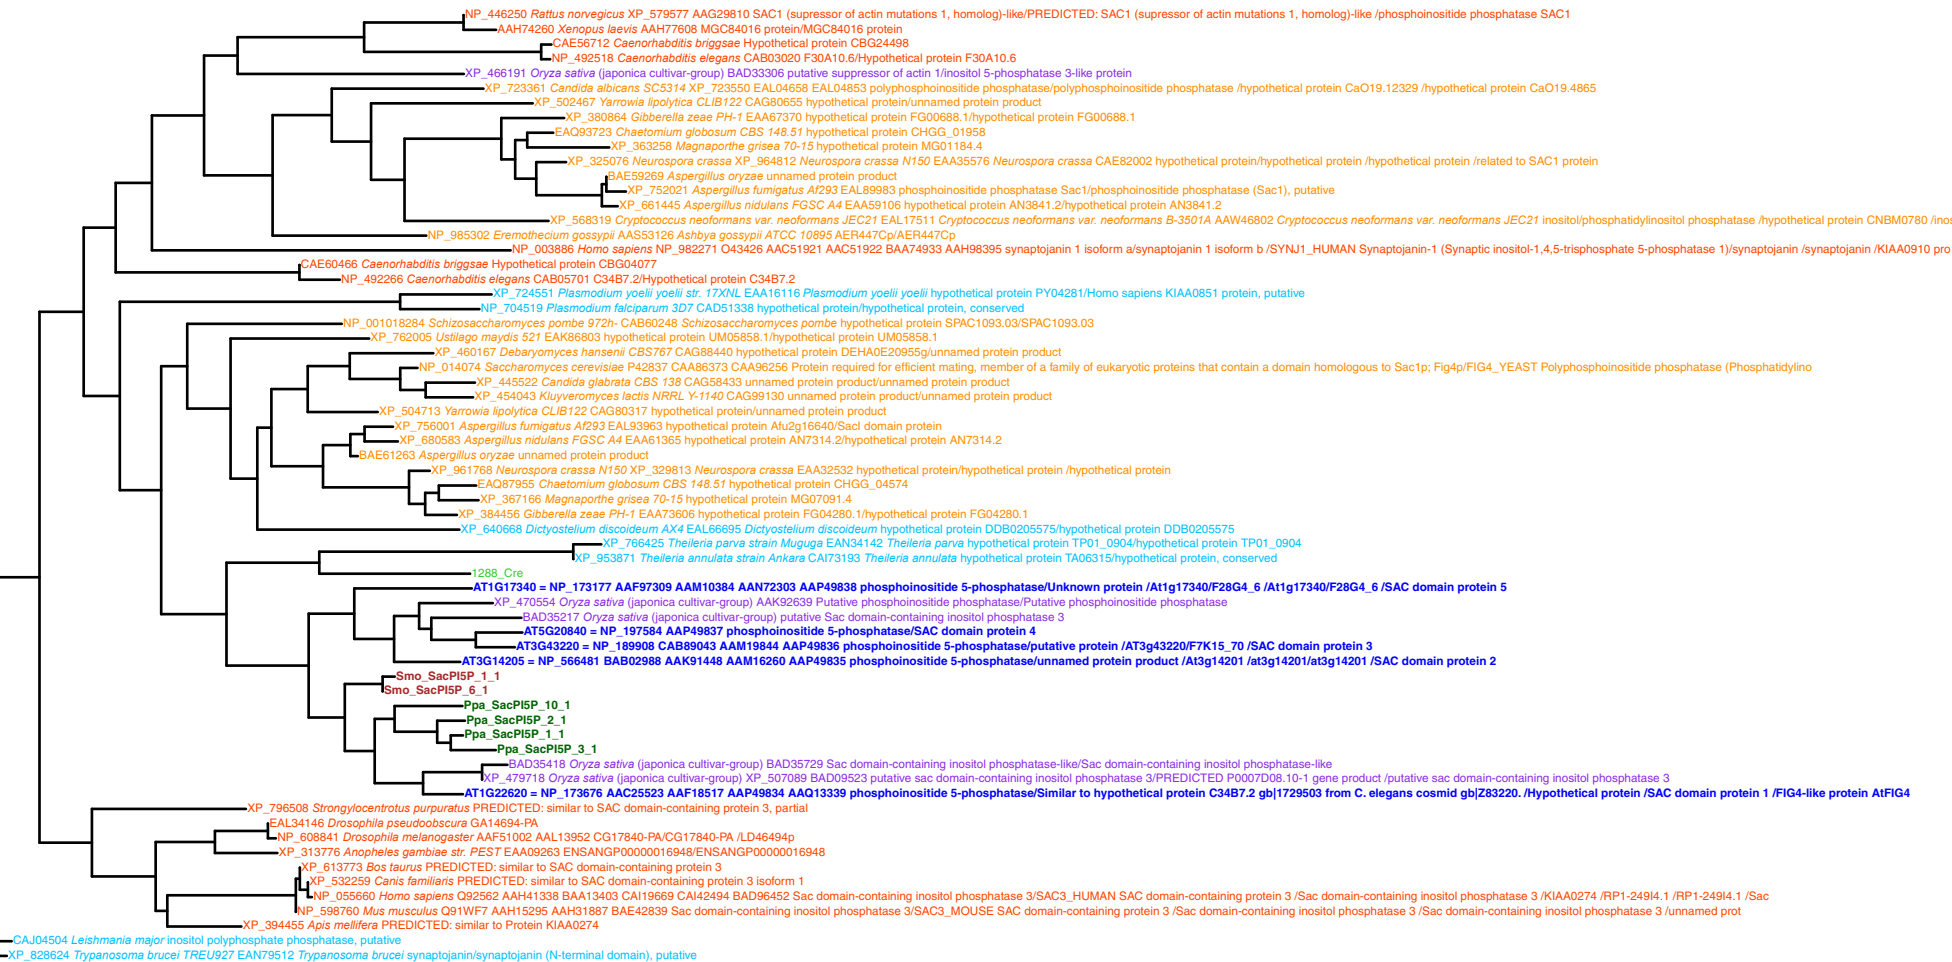 NP_446250 Rattus norvegicus XP_579577 AAG29810 SAC1 (supressor of actin mutations 1, homolog)-like/PREDICTED: SAC1 (supressor of actin mutations 1, homolog)-like /phosphoinositide phosphatase SAC1
AAH74260 Xenopus laevis AAH77608 MGC84016 protein/MGC84016 protein
CAE56712 Caenorhabditis briggsae Hypothetical protein CBG24498
NP_492518 Caenorhabditis elegans CAB03020 F30A10.6/Hypothetical protein F30A10.6
XP_466191 Oryza sativa (japonica cultivar-group) BAD33306 putative suppressor of actin 1/inositol 5-phosphatase 3-like protein
XP_723361 Candida albicans SC5314 XP_723550 EAL04658 EAL04853 polyphosphoinositide phosphatase/polyphosphoinositide phosphatase /hypothetical protein CaO19.12329 /hypothetical protein CaO19.4865
XP_502467 Yarrowia lipolytica CLIB122 CAG80655 hypothetical protein/unnamed protein product
XP_380864 Gibberella zeae PH-1 EAA67370 hypothetical protein FG00688.1/hypothetical protein FG00688.1
EAQ93723 Chaetomium globosum CBS 148.51 hypothetical protein CHGG_01958
XP_363258 Magnaporthe grisea 70-15 hypothetical protein MG01184.4
XP_325076 Neurospora crassa XP_964812 Neurospora crassa N150 EAA35576 Neurospora crassa CAE82002 hypothetical protein/hypothetical protein /hypothetical protein /related to SAC1 protein
BAE59269 Aspergillus oryzae unnamed protein product
XP_752021 Aspergillus fumigatus Af293 EAL89983 phosphoinositide phosphatase Sac1/phosphoinositide phosphatase (Sac1), putative
XP_661445 Aspergillus nidulans FGSC A4 EAA59106 hypothetical protein AN3841.2/hypothetical protein AN3841.2
XP_568319 Cryptococcus neoformans var. neoformans JEC21 EAL17511 Cryptococcus neoformans var. neoformans B-3501A AAW46802 Cryptococcus neoformans var. neoformans JEC21 inositol/phosphatidylinositol phosphatase /hypothetical protein CNBM0780 /inos
NP_985302 Eremothecium gossypii AAS53126 Ashbya gossypii ATCC 10895 AER447Cp/AER447Cp
NP_003886 Homo sapiens NP_982271 O43426 AAC51921 AAC51922 BAA74933 AAH98395 synaptojanin 1 isoform a/synaptojanin 1 isoform b /SYNJ1_HUMAN Synaptojanin-1 (Synaptic inositol-1,4,5-trisphosphate 5-phosphatase 1)/synaptojanin /synaptojanin /KIAA0910 pro
CAE60466 Caenorhabditis briggsae Hypothetical protein CBG04077
NP_492266 Caenorhabditis elegans CAB05701 C34B7.2/Hypothetical protein C34B7.2
XP_724551 Plasmodium yoelii yoelii str. 17XNL EAA16116 Plasmodium yoelii yoelii hypothetical protein PY04281/Homo sapiens KIAA0851 protein, putative
NP_704519 Plasmodium falciparum 3D7 CAD51338 hypothetical protein/hypothetical protein, conserved
NP_001018284 Schizosaccharomyces pombe 972h- CAB60248 Schizosaccharomyces pombe hypothetical protein SPAC1093.03/SPAC1093.03
XP_762005 Ustilago maydis 521 EAK86803 hypothetical protein UM05858.1/hypothetical protein UM05858.1
XP_460167 Debaryomyces hansenii CBS767 CAG88440 hypothetical protein DEHA0E20955g/unnamed protein product
NP_014074 Saccharomyces cerevisiae P42837 CAA86373 CAA96256 Protein required for efficient mating, member of a family of eukaryotic proteins that contain a domain homologous to Sac1p; Fig4p/FIG4_YEAST Polyphosphoinositide phosphatase (Phosphatidylino
XP_445522 Candida glabrata CBS 138 CAG58433 unnamed protein product/unnamed protein product
XP_454043 Kluyveromyces lactis NRRL Y-1140 CAG99130 unnamed protein product/unnamed protein product
XP_504713 Yarrowia lipolytica CLIB122 CAG80317 hypothetical protein/unnamed protein product
XP_756001 Aspergillus fumigatus Af293 EAL93963 hypothetical protein Afu2g16640/SacI domain protein
XP_680583 Aspergillus nidulans FGSC A4 EAA61365 hypothetical protein AN7314.2/hypothetical protein AN7314.2
BAE61263 Aspergillus oryzae unnamed protein product
XP_961768 Neurospora crassa N150 XP_329813 Neurospora crassa EAA32532 hypothetical protein/hypothetical protein /hypothetical protein
EAQ87955 Chaetomium globosum CBS 148.51 hypothetical protein CHGG_04574
XP_367166 Magnaporthe grisea 70-15 hypothetical protein MG07091.4
XP_384456 Gibberella zeae PH-1 EAA73606 hypothetical protein FG04280.1/hypothetical protein FG04280.1
XP_640668 Dictyostelium discoideum AX4 EAL66695 Dictyostelium discoideum hypothetical protein DDB0205575/hypothetical protein DDB0205575
XP_766425 Theileria parva strain Muguga EAN34142 Theileria parva hypothetical protein TP01_0904/hypothetical protein TP01_0904
XP_953871 Theileria annulata strain Ankara CAI73193 Theileria annulata hypothetical protein TA06315/hypothetical protein, conserved
1288_Cre
AT1G17340 = NP_173177 AAF97309 AAM10384 AAN72303 AAP49838 phosphoinositide 5-phosphatase/Unknown protein /At1g17340/F28G4_6 /At1g17340/F28G4_6 /SAC domain protein 5
XP_470554 Oryza sativa (japonica cultivar-group) AAK92639 Putative phosphoinositide phosphatase/Putative phosphoinositide phosphatase
BAD35217 Oryza sativa (japonica cultivar-group) putative Sac domain-containing inositol phosphatase 3
AT5G20840 = NP_197584 AAP49837 phosphoinositide 5-phosphatase/SAC domain protein 4
AT3G43220 = NP_189908 CAB89043 AAM19844 AAP49836 phosphoinositide 5-phosphatase/putative protein /AT3g43220/F7K15_70 /SAC domain protein 3
AT3G14205 = NP_566481 BAB02988 AAK91448 AAM16260 AAP49835 phosphoinositide 5-phosphatase/unnamed protein product /At3g14201 /at3g14201/at3g14201 /SAC domain protein 2
Smo_SacPI5P_1_1
Smo_SacPI5P_6_1
Ppa_SacPI5P_10_1
Ppa_SacPI5P_2_1
Ppa_SacPI5P_1_1
Ppa_SacPI5P_3_1
BAD35418 Oryza sativa (japonica cultivar-group) BAD35729 Sac domain-containing inositol phosphatase-like/Sac domain-containing inositol phosphatase-like
XP_479718 Oryza sativa (japonica cultivar-group) XP_507089 BAD09523 putative sac domain-containing inositol phosphatase 3/PREDICTED P0007D08.10-1 gene product /putative sac domain-containing inositol phosphatase 3
AT1G22620 = NP_173676 AAC25523 AAF18517 AAP49834 AAQ13339 phosphoinositide 5-phosphatase/Similar to hypothetical protein C34B7.2 gb|1729503 from C. elegans cosmid gb|Z83220. /Hypothetical protein /SAC domain protein 1 /FIG4-like protein AtFIG4
XP_796508 Strongylocentrotus purpuratus PREDICTED: similar to SAC domain-containing protein 3, partial
EAL34146 Drosophila pseudoobscura GA14694-PA
NP_608841 Drosophila melanogaster AAF51002 AAL13952 CG17840-PA/CG17840-PA /LD46494p
XP_313776 Anopheles gambiae str. PEST EAA09263 ENSANGP00000016948/ENSANGP00000016948
XP_613773 Bos taurus PREDICTED: similar to SAC domain-containing protein 3
XP_532259 Canis familiaris PREDICTED: similar to SAC domain-containing protein 3 isoform 1
NP_055660 Homo sapiens Q92562 AAH41338 BAA13403 CAI19669 CAI42494 BAD96452 Sac domain-containing inositol phosphatase 3/SAC3_HUMAN SAC domain-containing protein 3 /Sac domain-containing inositol phosphatase 3 /KIAA0274 /RP1-249I4.1 /RP1-249I4.1 /Sac
NP_598760 Mus musculus Q91WF7 AAH15295 AAH31887 BAE42839 Sac domain-containing inositol phosphatase 3/SAC3_MOUSE SAC domain-containing protein 3 /Sac domain-containing inositol phosphatase 3 /Sac domain-containing inositol phosphatase 3 /unnamed prot
XP_394455 Apis mellifera PREDICTED: similar to Protein KIAA0274
CAJ04504 Leishmania major inositol polyphosphate phosphatase, putative
XP_828624 Trypanosoma brucei TREU927 EAN79512 Trypanosoma brucei synaptojanin/synaptojanin (N-terminal domain), putative